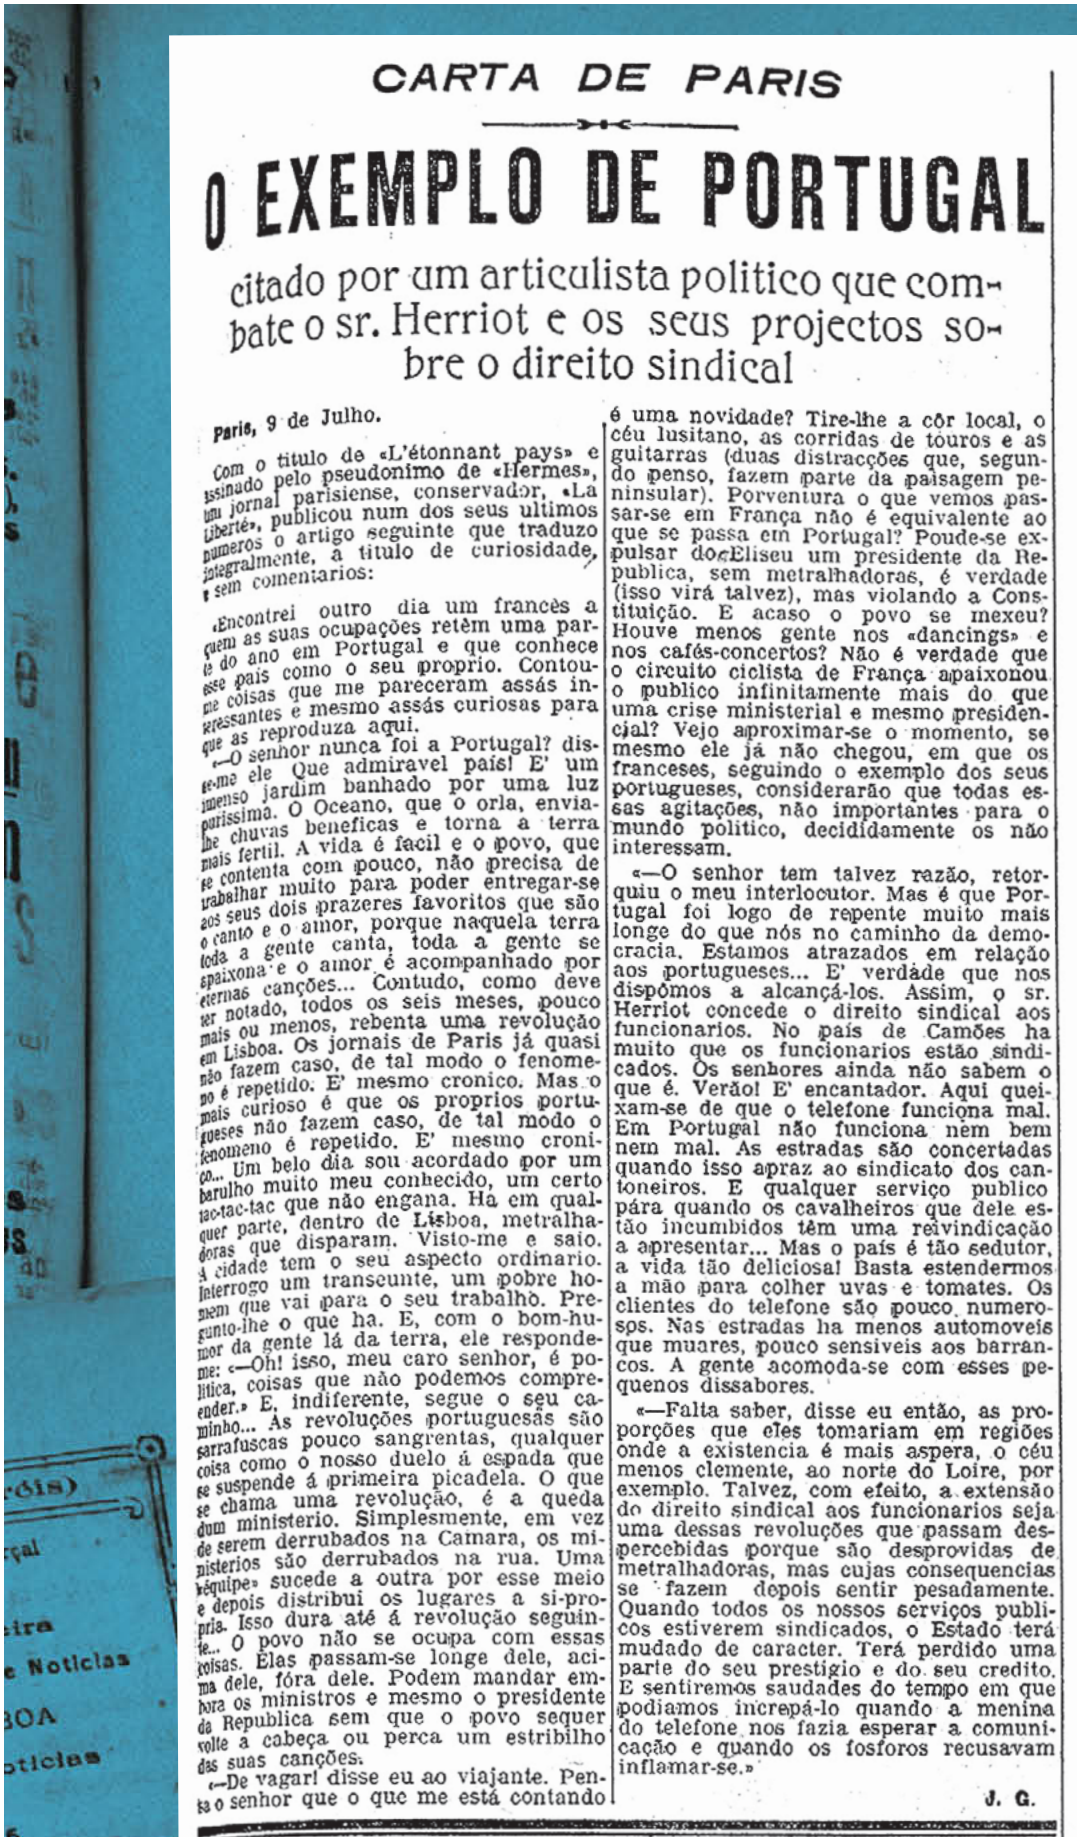 CARTA DE PARIS
O EXEMPLO DE PORTUGAL
citado por um articulista politico que com-
bate o sr. Herriot e os seus projectos so-
bre o direito sindical
Paris, 9 de Julho.
Com o titulo de «L'étonnant pays» e
assinado pelo pseudonimo de «Hermes»,
um jornal parisiense, conservador, «La
Liberté», publicou num dos seus ultimos
numeros o artigo seguinte que traduzo
integralmente, a titulo de curiosidade,
e sem comentarios:
«Encontrei outro dia um francês a
quem as suas ocupações retêm uma par-
te do ano em Portugal e que conhece
esse país como o seu proprio. Contou-
me coisas que me pareceram assás in-
teressantes e mesmo assás curiosas para
que as reproduza aqui.
«—O senhor nunca foi a Portugal? dis-
se-me ele Que admiravel país! E' um
imenso jardim banhado por uma luz
purissima. O Oceano, que o orla, envia-
lhe chuvas beneficas e torna a terra
mais fertil. A vida é facil e o povo, que
se contenta com pouco, não precisa de
trabalhar muito para poder entregar-se
aos seus dois prazeres favoritos que são
o canto e o amor, porque naquela terra
toda a gente canta, toda a gente se
apaixona e o amor é acompanhado por
eternas canções... Contudo, como deve
ter notado, todos os seis meses, pouco
mais ou menos, rebenta uma revolução
em Lisboa. Os jornais de Paris já quasi
não fazem caso, de tal modo o fenome-
no é repetido. E' mesmo cronico. Mas o
mais curioso é que os proprios portu-
gueses não fazem caso, de tal modo o
fenomeno é repetido. E' mesmo croni-
co... Um belo dia sou acordado por um
barulho muito meu conhecido, um certo
tac-tac-tac que não engana. Ha em qual-
quer parte, dentro de Lisboa, metralha-
doras que disparam. Visto-me e saio.
A cidade tem o seu aspecto ordinario.
Interrogo um transeunte, um pobre ho-
mem que vai para o seu trabalho. Pre-
gunto-lhe o que ha. E, com o bom-hu-
mor da gente lá da terra, ele responde-
me: «—Oh! isso, meu caro senhor, é po-
litica, coisas que não podemos compre-
ender.» E, indiferente, segue o seu ca-
minho... As revoluções portuguesas são
sarrafuscas pouco sangrentas, qualquer
coisa como o nosso duelo á espada que
se suspende á primeira picadela. O que
se chama uma revolução, é a queda
dum ministerio. Simplesmente, em vez
de serem derrubados na Camara, os mi-
nisterios são derrubados na rua. Uma
«équipe» sucede a outra por esse meio
e depois distribui os lugares a si-pro-
pria. Isso dura até á revolução seguin-
te... O povo não se ocupa com essas
coisas. Elas passam-se longe dele, aci-
ma dele, fóra dele. Podem mandar em-
bora os ministros e mesmo o presidente
da Republica sem que o povo sequer
volte a cabeça ou perca um estribilho
das suas canções.
«—De vagar! disse eu ao viajante. Pen-
sa o senhor que o que me está contando
é uma novidade? Tire-lhe a côr local, o
céu lusitano, as corridas de touros e as
guitarras (duas distracções que, segun-
do penso, fazem parte da paisagem pe-
ninsular). Porventura o que vemos pas-
sar-se em França não é equivalente ao
que se passa em Portugal? Poude-se ex-
pulsar do Eliseu um presidente da Re-
publica, sem metralhadoras, é verdade
(isso virá talvez), mas violando a Cons-
tituição. E acaso o povo se mexeu?
Houve menos gente nos «dancings» e
nos cafés-concertos? Não é verdade que
o circuito ciclista de França apaixonou
o publico infinitamente mais do que
uma crise ministerial e mesmo presiden-
cial? Vejo aproximar-se o momento, se
mesmo ele já não chegou, em que os
franceses, seguindo o exemplo dos seus
portugueses, considerarão que todas es-
sas agitações, não importantes para o
mundo politico, decididamente os não
interessam.
«—O senhor tem talvez razão, retor-
quiu o meu interlocutor. Mas é que Por-
tugal foi logo de repente muito mais
longe do que nós no caminho da demo-
cracia. Estamos atrazados em relação
aos portugueses... E' verdade que nos
dispômos a alcançá-los. Assim, o sr.
Herriot concede o direito sindical aos
funcionarios. No país de Camões ha
muito que os funcionarios estão sindi-
cados. Os senhores ainda não sabem o
que é. Verão! E' encantador. Aqui quei-
xam-se de que o telefone funciona mal.
Em Portugal não funciona nem bem
nem mal. As estradas são concertadas
quando isso apraz ao sindicato dos can-
toneiros. E qualquer serviço publico
pára quando os cavalheiros que dele es-
tão incumbidos têm uma reivindicação
a apresentar... Mas o país é tão sedutor,
a vida tão deliciosa! Basta estendermos
a mão para colher uvas e tomates. Os
clientes do telefone são pouco numero-
sos. Nas estradas ha menos automoveis
que muares, pouco sensiveis aos barran-
cos. A gente acomoda-se com esses pe-
quenos dissabores.
«—Falta saber, disse eu então, as pro-
porções que eles tomariam em regiões
onde a existencia é mais aspera, o céu
menos clemente, ao norte do Loire, por
exemplo. Talvez, com efeito, a extensão
do direito sindical aos funcionarios seja
uma dessas revoluções que passam des-
percebidas porque são desprovidas de
metralhadoras, mas cujas consequencias
se fazem depois sentir pesadamente.
Quando todos os nossos serviços publi-
cos estiverem sindicados, o Estado terá
mudado de caracter. Terá perdido uma
parte do seu prestigio e do seu credito.
E sentiremos saudades do tempo em que
podiamos increpá-lo quando a menina
do telefone nos fazia esperar a comuni-
cação e quando os fosforos recusavam
inflamar-se.»
J. G.
róis)
rçal
eira
e Noticias
BOA
oticias